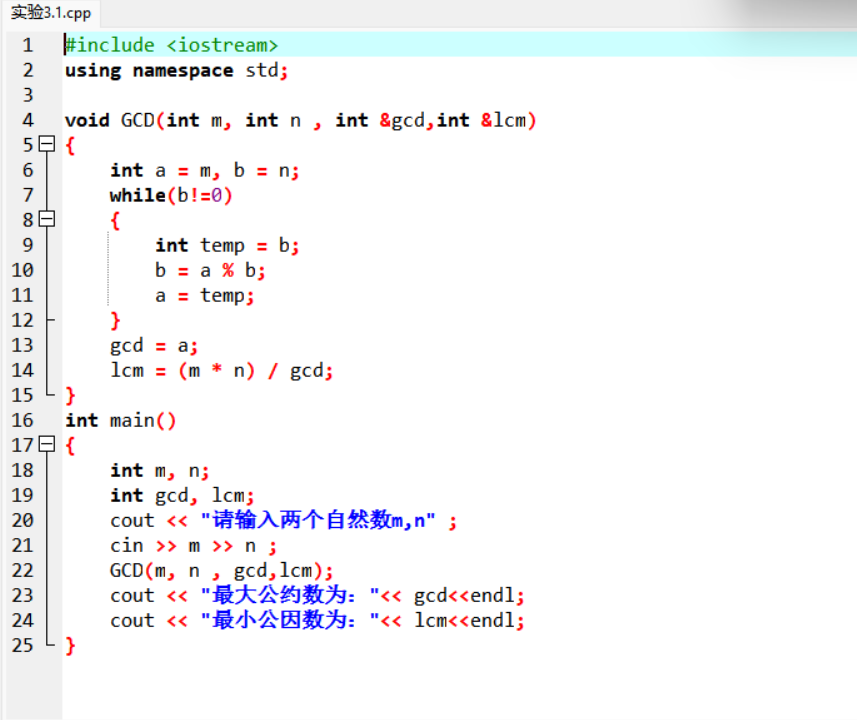 实验3.1.cpp
1 #include <iostream>
2 using namespace std;
3
4 void GCD(int m, int n , int &gcd,int &lcm)
5 {
6 int a = m, b = n;
7 while(b!=0)
8 {
9 int temp = b;
10 b = a % b;
11 a = temp;
12 }
13 gcd = a;
14 lcm = (m * n) / gcd;
15 }
16 int main()
17 {
18 int m, n;
19 int gcd, lcm;
20 cout << "请输入两个自然数m,n" ;
21 cin >> m >> n ;
22 GCD(m, n , gcd,lcm);
23 cout << "最大公约数为："<< gcd<<endl;
24 cout << "最小公因数为："<< lcm<<endl;
25 }